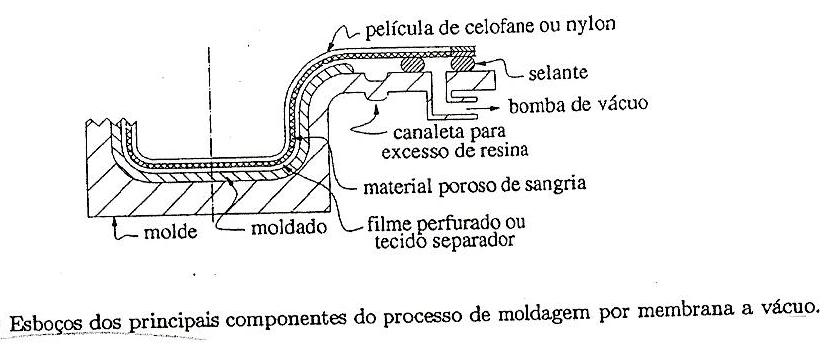 película de celofane ou nylon
selante
bomba de vácuo
canaleta para
excesso de resina
material poroso de sangria
filme perfurado ou
tecido separador
moldado
molde
Esboços dos principais componentes do processo de moldagem por membrana a vácuo.